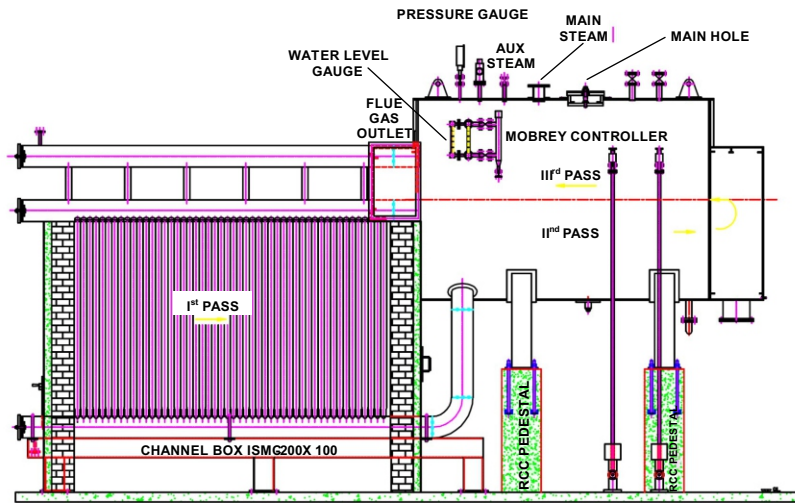 PRESSURE GAUGE
MAIN
STEAM
MAIN HOLE
WATER LEVEL
GAUGE
AUX
STEAM
FLUE
GAS
OUTLET
MOBREY CONTROLLER
IIIrd PASS
IInd PASS
Ist PASS
CHANNEL BOX ISMC200X 100
RCC PEDESTAL
RCC PEDESTAL